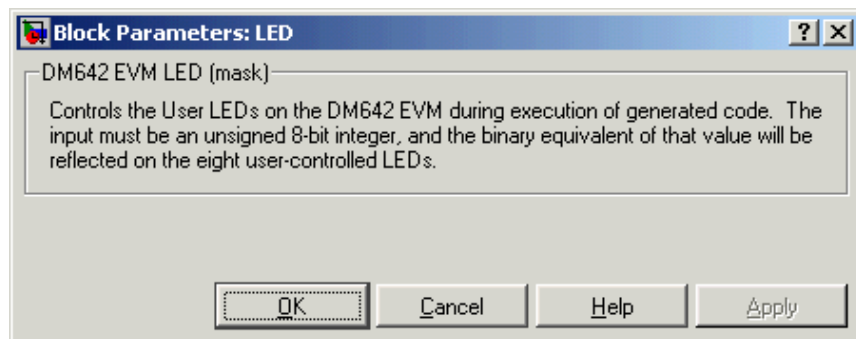 Block Parameters: LED
DM642 EVM LED (mask)
Controls the User LEDs on the DM642 EVM during execution of generated code.  The
input must be an unsigned 8-bit integer, and the binary equivalent of that value will be
reflected on the eight user-controlled LEDs.
OK Cancel Help Apply